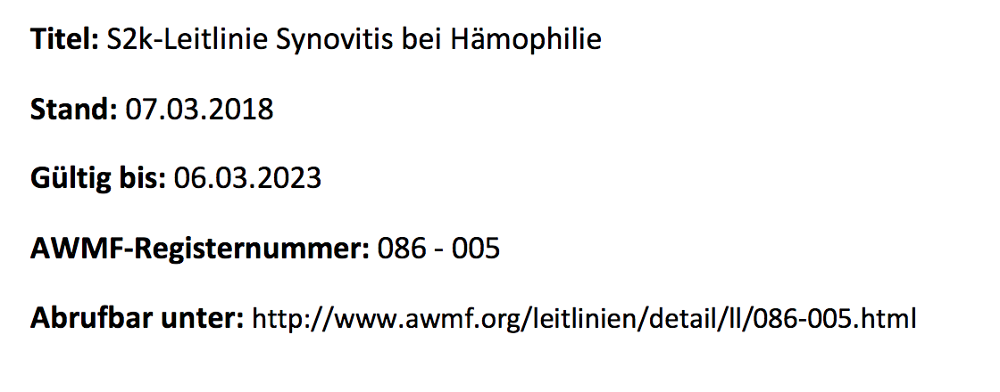 Titel: S2k-Leitlinie Synovitis bei Hämophilie
Stand: 07.03.2018
Gültig bis: 06.03.2023
AWMF-Registernummer: 086 - 005
Abrufbar unter: http://www.awmf.org/leitlinien/detail/ll/086-005.html